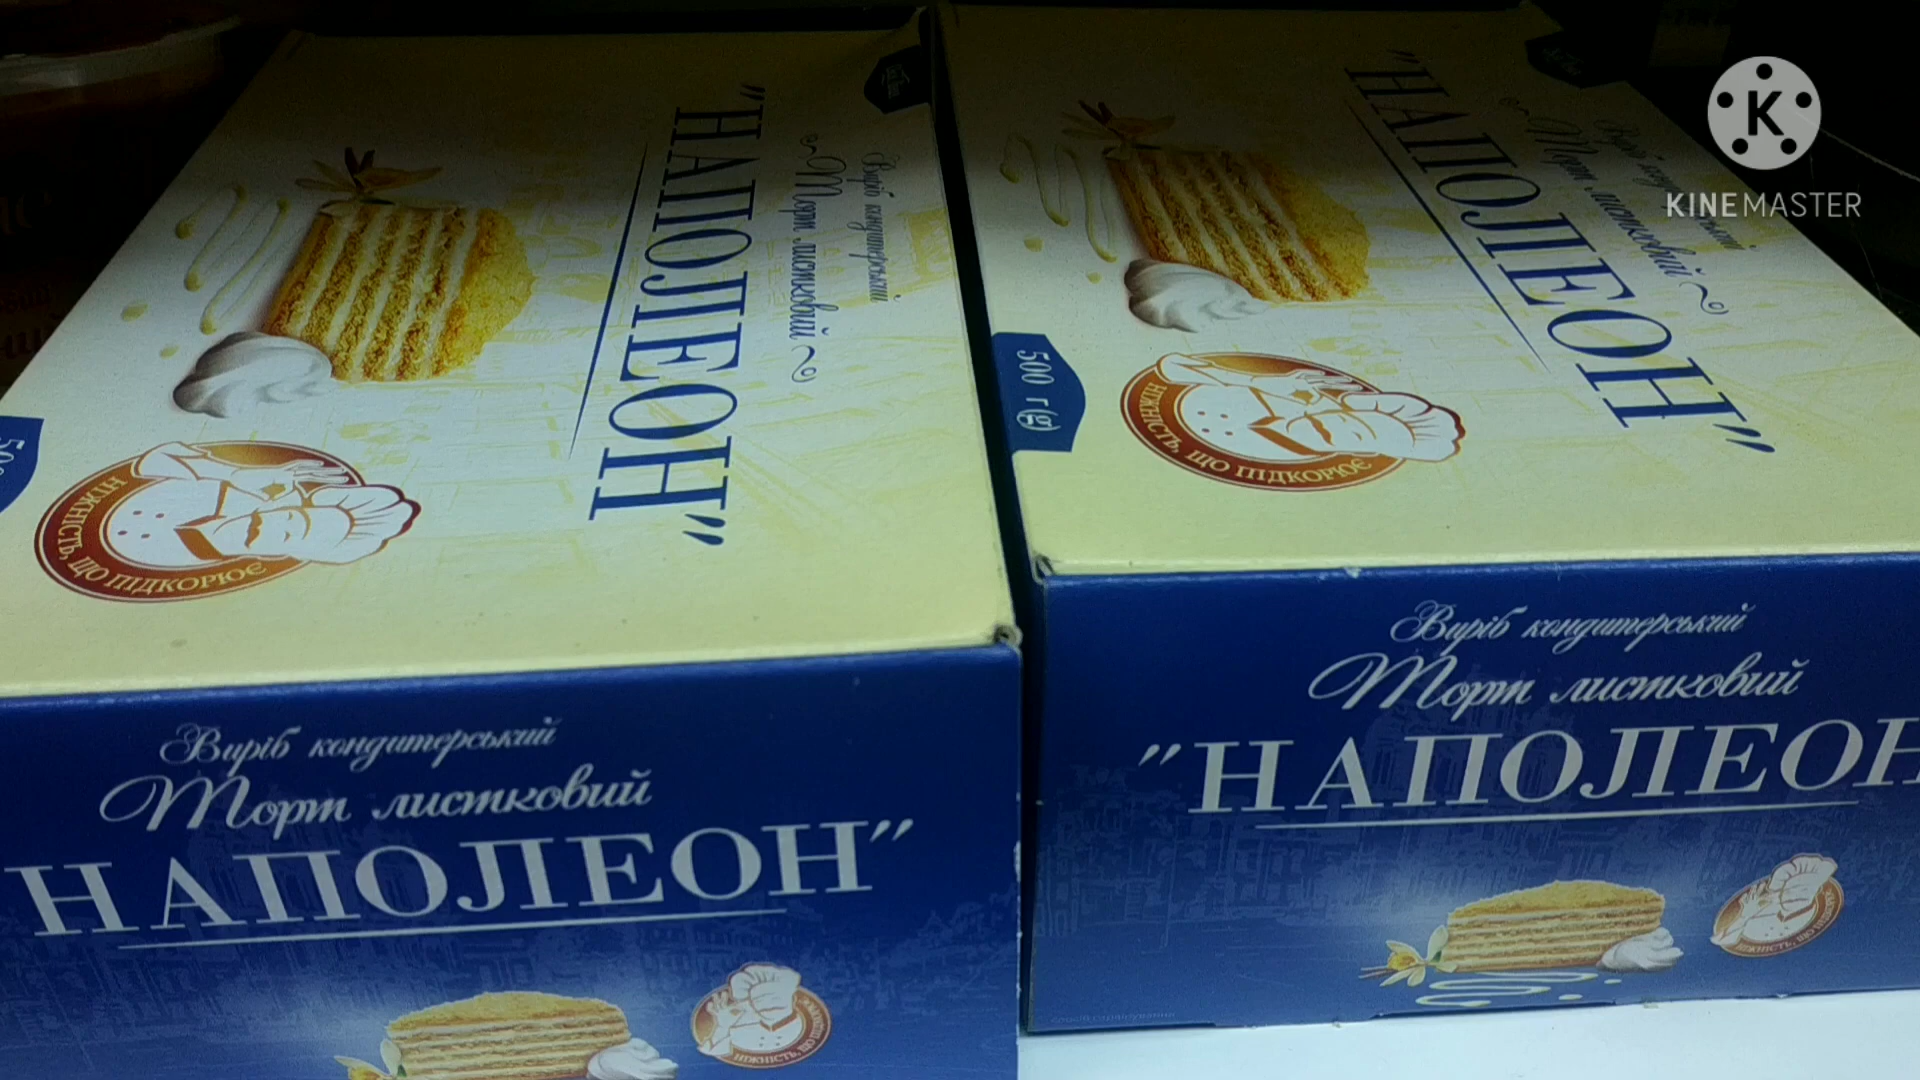 Виріб кондитерський
Торт листковий
"НАПОЛЕОН"
НІЖНІСТЬ, ЩО ПІДКОРЮЄ
Виріб кондитерський
Торт листковий
"НАПОЛЕОН"
500 г (g)
НІЖНІСТЬ, ЩО ПІДКОРЮЄ
K
KINEMASTER
Виріб кондитерський
Торт листковий
НАПОЛЕОН"
Виріб кондитерський
Торт листковий
"НАПОЛЕОН